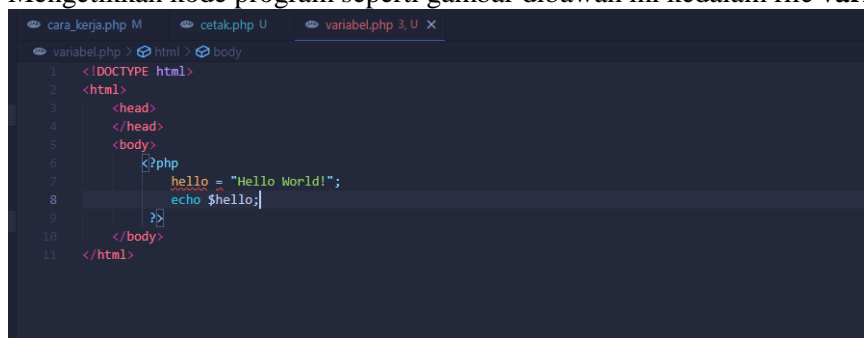 Mengetikkan kode program seperti gambar dibawah ini kedalam file
cara_kerja.php M cetak.php U variabel.php 3, U
variabel.php > html > body
1 <!DOCTYPE html>
2 <html>
3 <head>
4 </head>
5 <body>
6 <?php
7 hello = "Hello World!";
8 echo $hello;
9 ?>
10 </body>
11 </html>